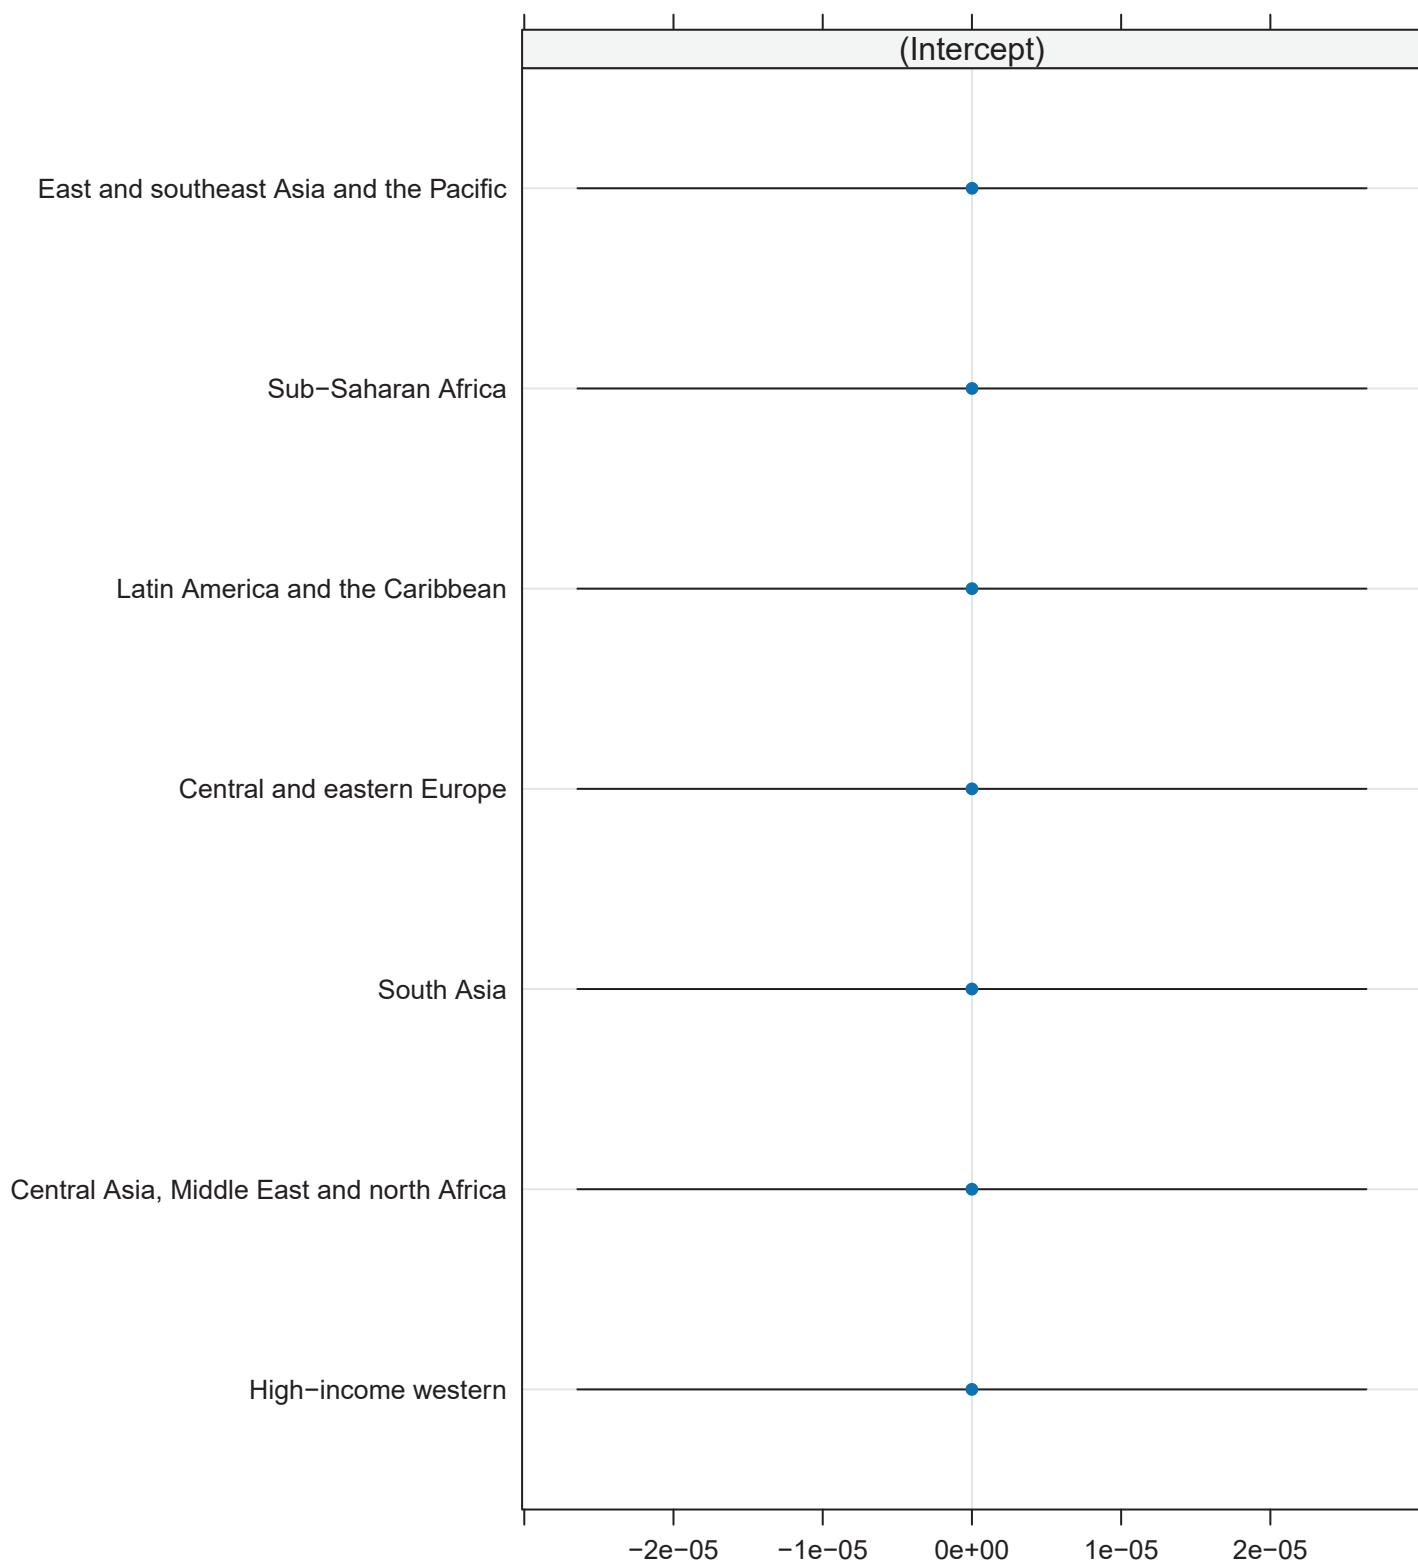 (Intercept)
East and southeast Asia and the Pacific
Sub−Saharan Africa
Latin America and the Caribbean
Central and eastern Europe
South Asia
Central Asia, Middle East and north Africa
High−income western
−2e−05 −1e−05 0e+00 1e−05 2e−05